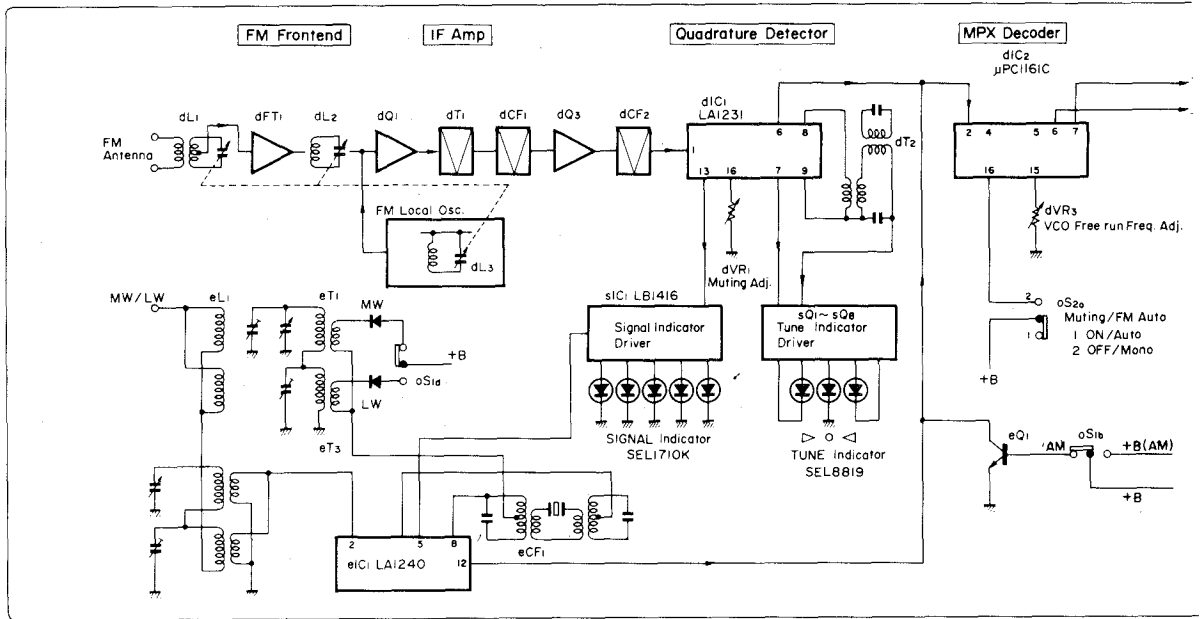 FM Frontend
IF Amp
Quadrature Detector
MPX Decoder
dIC2
μPC1161C
dIC1
LA1231
dL1
dFT1
dL2
dQ1
dT1
dCF1
dQ3
dCF2
dT2
FM
Antenna
1
6
8
13
16
7
9
2
4
5
6
7
16
15
FM Local Osc.
dL3
dVR1
Muting Adj.
dVR3
VCO Free run Freq. Adj.
MW/LW
eL1
eT1
MW
+B
oS1d
LW
eT3
sIC1 LB1416
Signal Indicator
Driver
SIGNAL Indicator
SEL1710K
sQ1~sQ8
Tune Indicator
Driver
TUNE Indicator
SEL8819
2
oS2a
Muting/FM Auto
1
1 ON/Auto
2 OFF/Mono
+B
eQ1
AM
oS1b
+B(AM)
+B
2
5
8
12
eIC1 LA1240
eCF1